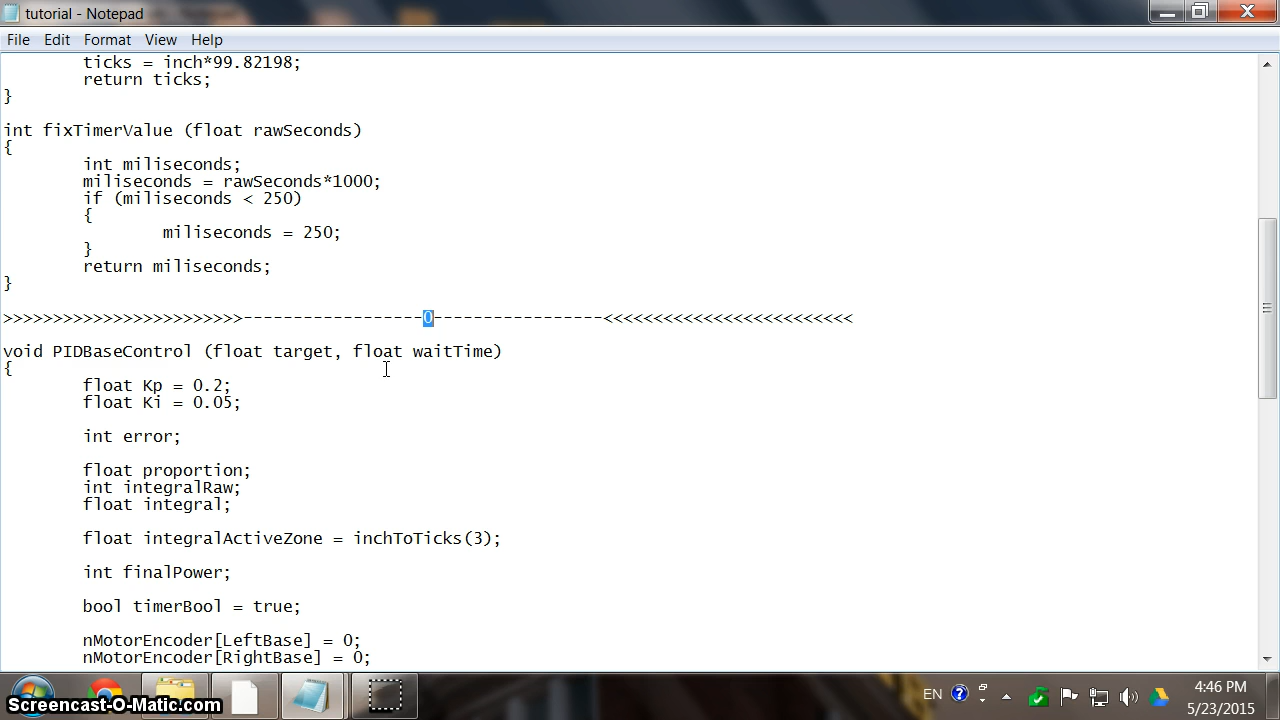 tutorial - Notepad
File Edit Format View Help
ticks = inch*99.82198;
return ticks;
}
int fixTimerValue (float rawSeconds)
{
int miliseconds;
miliseconds = rawSeconds*1000;
if (miliseconds < 250)
{
miliseconds = 250;
}
return miliseconds;
}
>>>>>>>>>>>>>>>>>>>>>>>>------------------0-----------------<<<<<<<<<<<<<<<<<<<<<<<<<
void PIDBaseControl (float target, float waitTime)
{
float Kp = 0.2;
float Ki = 0.05;
int error;
float proportion;
int integralRaw;
float integral;
float integralActiveZone = inchToTicks(3);
int finalPower;
bool timerBool = true;
nMotorEncoder[LeftBase] = 0;
nMotorEncoder[RightBase] = 0;
EN
4:46 PM
5/23/2015
Screencast-O-Matic.com